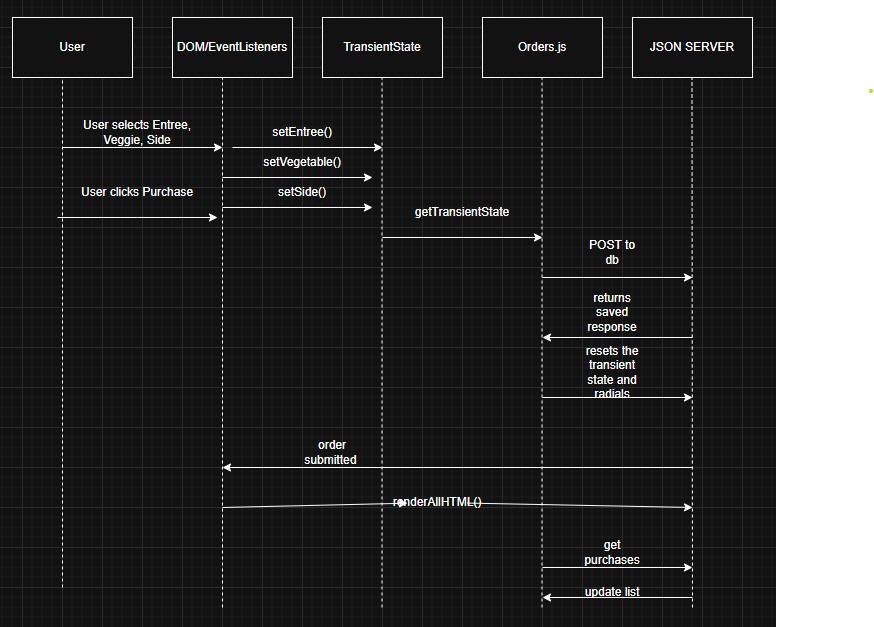 User
DOM/EventListeners
TransientState
Orders.js
JSON SERVER
User selects Entree,
Veggie, Side
setEntree()
setVegetable()
User clicks Purchase
setSide()
getTransientState
POST to
db
returns
saved
response
resets the
transient
state and
radials
order
submitted
renderAllHTML()
get
purchases
update list